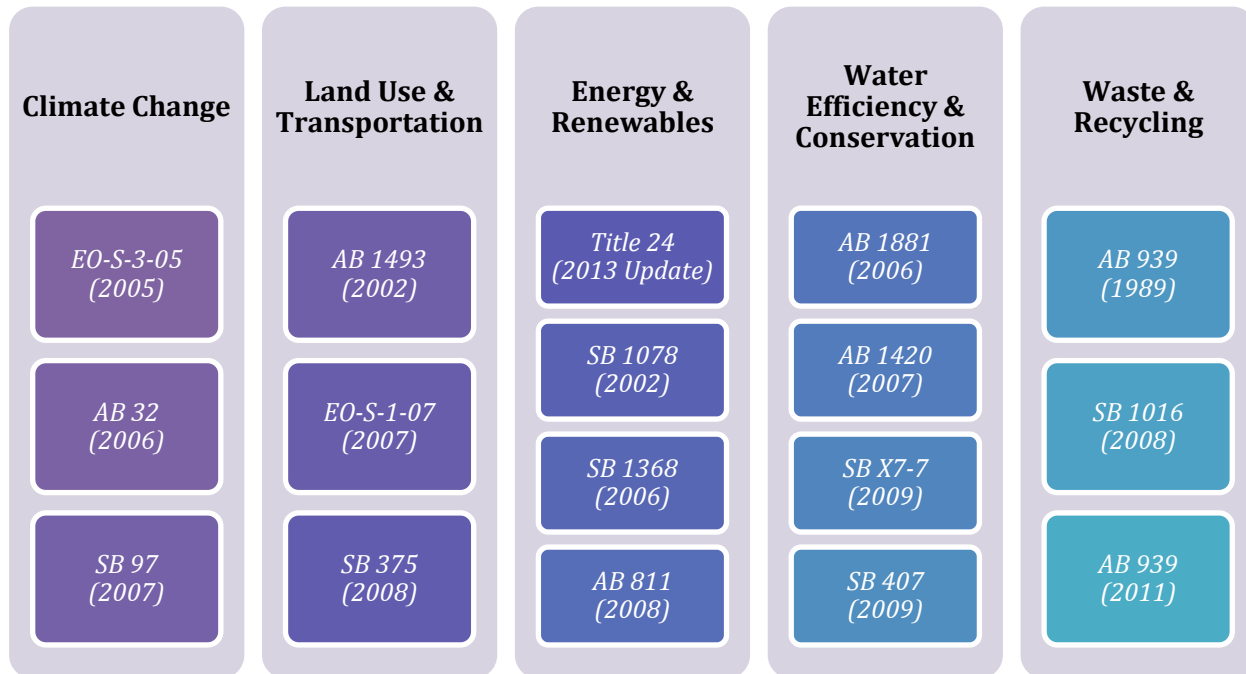 Climate Change
EO-S-3-05
(2005)
AB 32
(2006)
SB 97
(2007)
Land Use &
Transportation
AB 1493
(2002)
EO-S-1-07
(2007)
SB 375
(2008)
Energy &
Renewables
Title 24
(2013 Update)
SB 1078
(2002)
SB 1368
(2006)
AB 811
(2008)
Water
Efficiency &
Conservation
AB 1881
(2006)
AB 1420
(2007)
SB X7-7
(2009)
SB 407
(2009)
Waste &
Recycling
AB 939
(1989)
SB 1016
(2008)
AB 939
(2011)